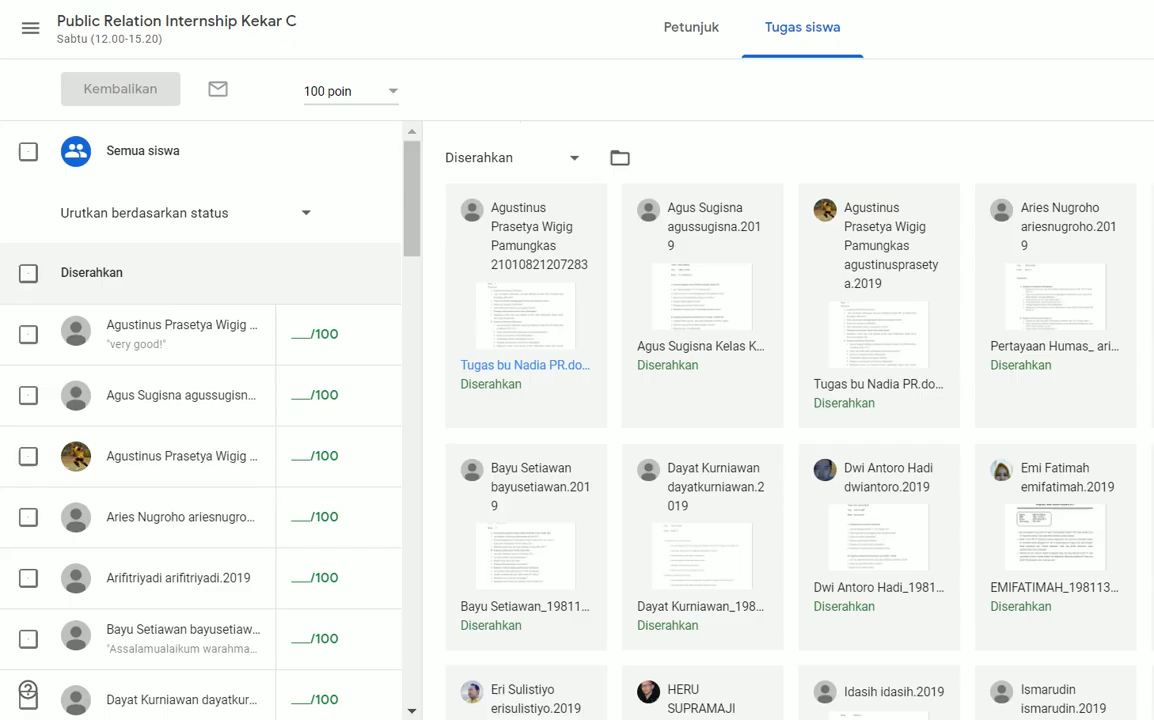 Public Relation Internship Kekar C
Sabtu (12.00-15.20)
Petunjuk
Tugas siswa
Kembalikan
100 poin
Semua siswa
Urutkan berdasarkan status
Diserahkan
Agustinus Prasetya Wigig ...
"very good!"
___/100
Agus Sugisna agussugisn...
___/100
Agustinus Prasetya Wigig ...
___/100
Aries Nugroho ariesnugro...
___/100
Arifitriyadi arifitriyadi.2019
___/100
Bayu Setiawan bayusetiaw...
"Assalamualaikum warahma...
___/100
Dayat Kurniawan dayatkur...
___/100
Diserahkan
Agustinus
Prasetya Wigig
Pamungkas
21010821207283
Tugas bu Nadia PR.do...
Diserahkan
Agus Sugisna
agussugisna.201
9
Agus Sugisna Kelas K...
Diserahkan
Agustinus
Prasetya Wigig
Pamungkas
agustinusprasety
a.2019
Tugas bu Nadia PR.do...
Diserahkan
Aries Nugroho
ariesnugroho.201
9
Pertayaan Humas_ ari...
Diserahkan
Bayu Setiawan
bayusetiawan.201
9
Bayu Setiawan_19811...
Diserahkan
Dayat Kurniawan
dayatkurniawan.2
019
Dayat Kurniawan_198...
Diserahkan
Dwi Antoro Hadi
dwiantoro.2019
Dwi Antoro Hadi_1981...
Diserahkan
Emi Fatimah
emifatimah.2019
EMIFATIMAH_198113...
Diserahkan
Eri Sulistiyo
erisulistiyo.2019
HERU
SUPRAMAJI
Idasih idasih.2019
Ismarudin
ismarudin.2019